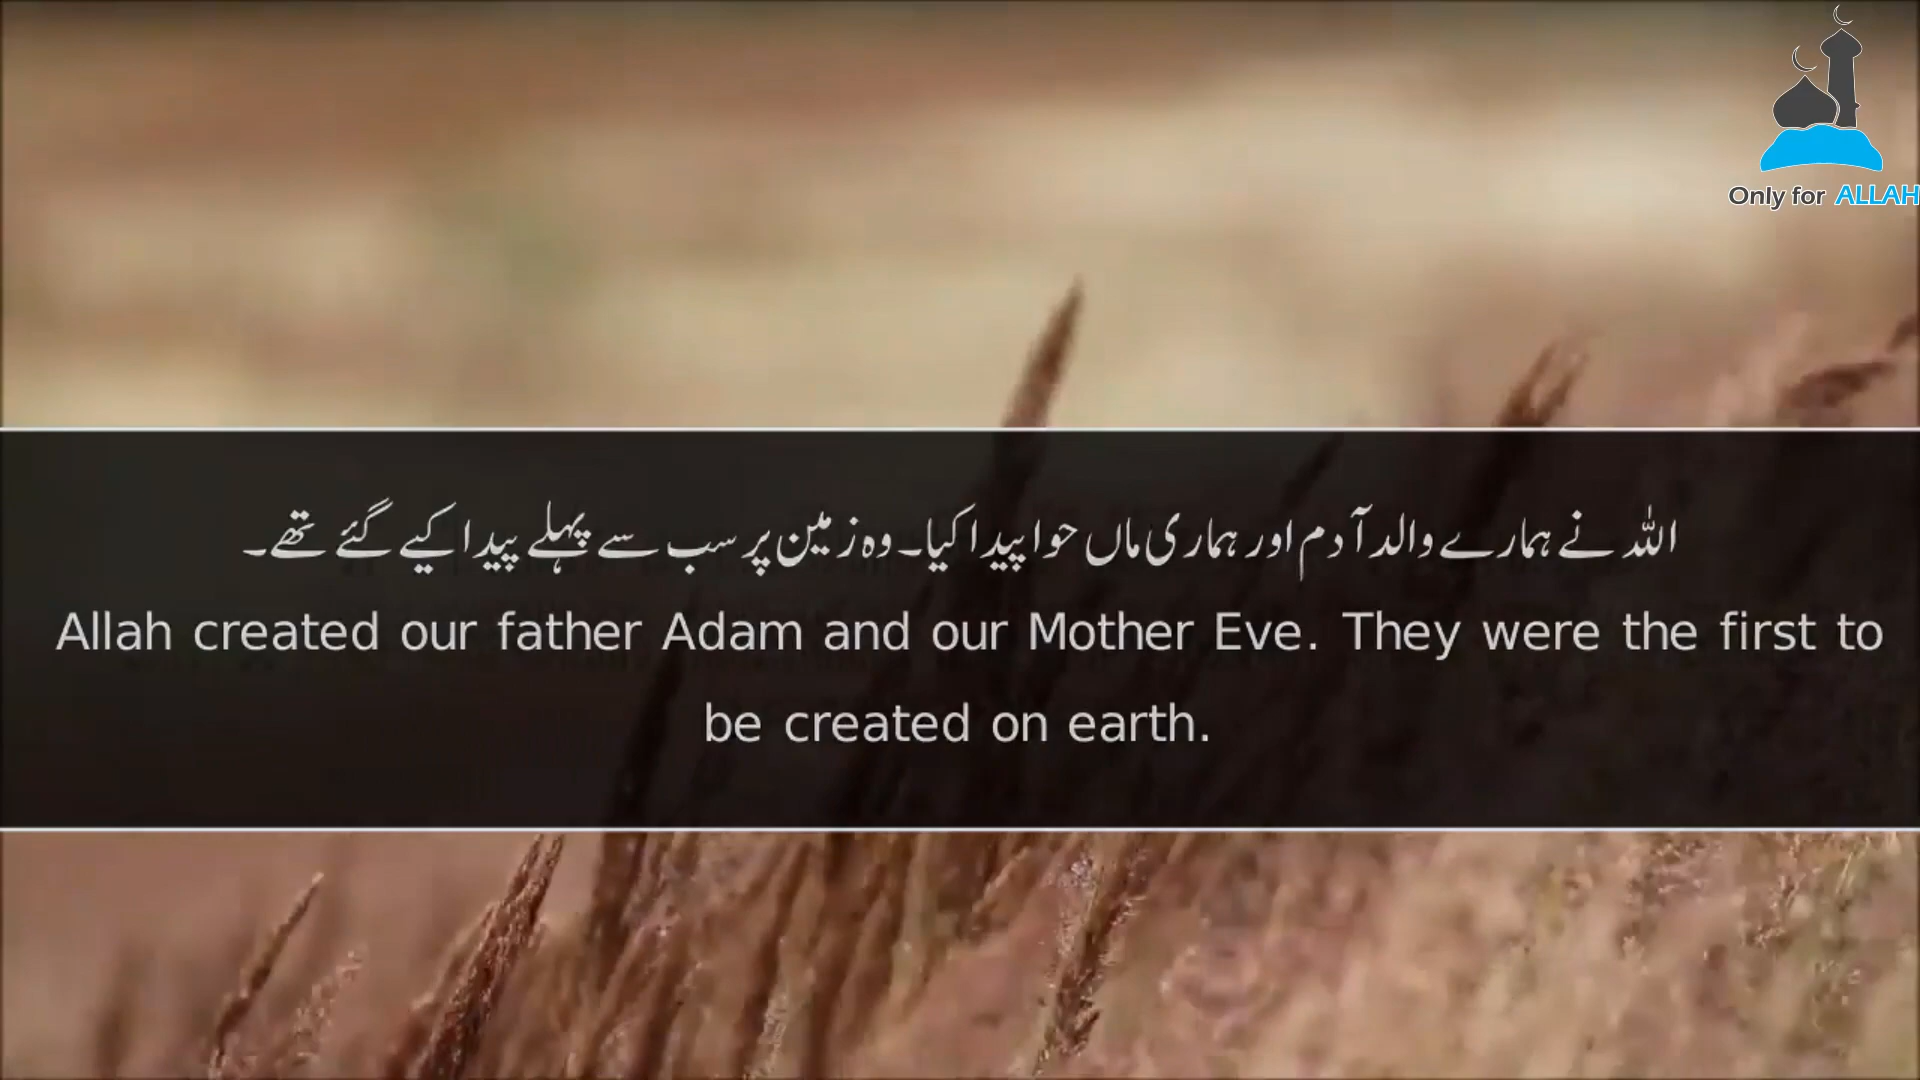 Only for ALLAH
اللہ نے ہمارے والد آدم اور ہماری ماں حوا پیدا کیا۔ وہ زمین پر سب سے پہلے پیدا کیے گئے تھے۔
Allah created our father Adam and our Mother Eve. They were the first to
be created on earth.